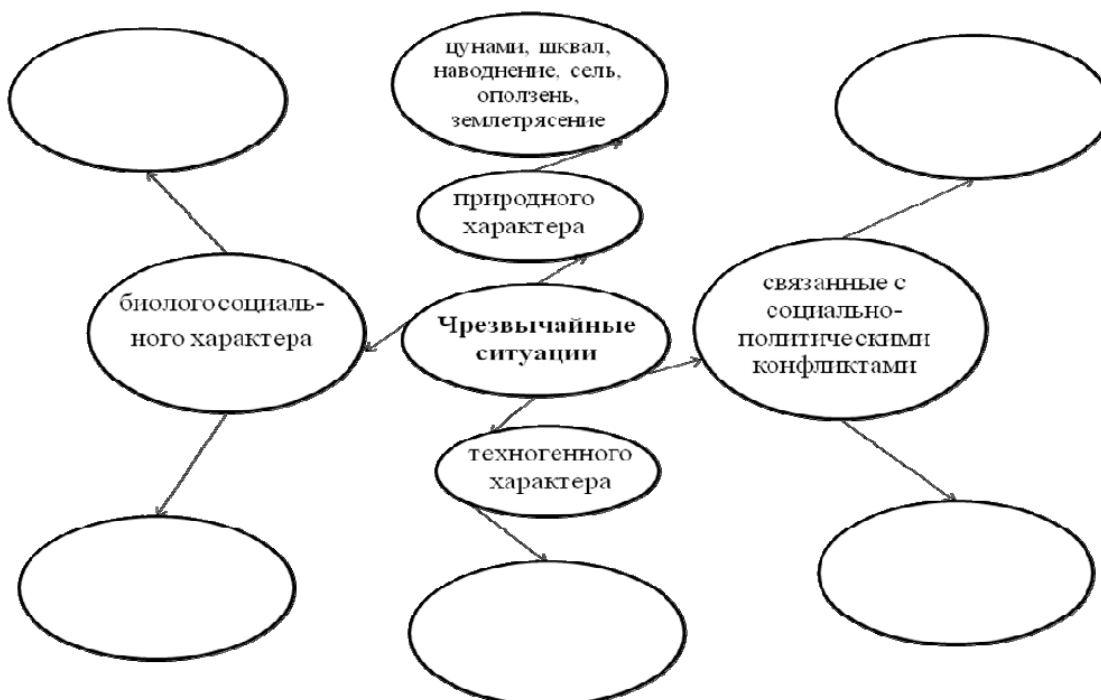 цунами, шквал,
наводнение, сель,
оползень,
землетрясение
природного
характера
биологосоциаль-
ного характера
Чрезвычайные
ситуации
связанные с
социально-
политическими
конфликтами
техногенного
характера